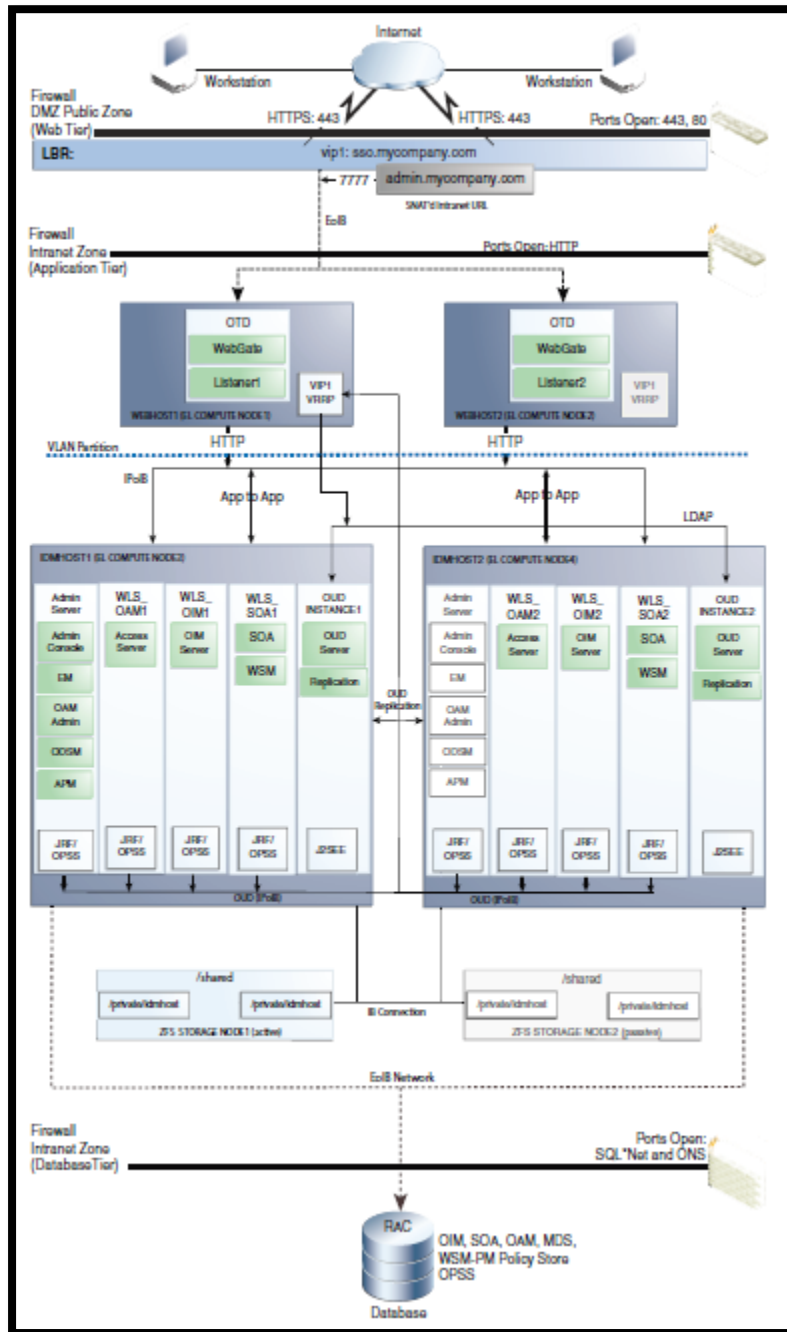 Internet
Workstation
Workstation
Firewall
DMZ Public Zone
(Web Tier)
HTTPS: 443
HTTPS: 443
Ports Open: 443, 80
LBR:
vip1: sso.mycompany.com
7777
admin.mycompany.com
SNAT'd Intranet URL
EoIB
Firewall
Intranet Zone
(Application Tier)
Ports Open: HTTP
OTD
WebGate
Listener1
VIP1
VRRP
WEBHOST1 (EL COMPUTE NODE1)
OTD
WebGate
Listener2
VIP1
VRRP
WEBHOST2 (EL COMPUTE NODE2)
HTTP
HTTP
VLAN Partition
IPoIB
App to App
App to App
LDAP
IDMHOST1 (EL COMPUTE NODE3)
Admin
Server
Admin
Console
EM
OAM
Admin
ODSM
APM
JRF/
OPSS
WLS_
OAM1
Access
Server
JRF/
OPSS
WLS_
OIM1
OIM
Server
JRF/
OPSS
WLS_
SOA1
SOA
WSM
JRF/
OPSS
OUD
INSTANCE1
OUD
Server
Replication
J2SEE
OUD (IPoIB)
OUD
Replication
IDMHOST2 (EL COMPUTE NODE4)
Admin
Server
Admin
Console
EM
OAM
Admin
ODSM
APM
JRF/
OPSS
WLS_
OAM2
Access
Server
JRF/
OPSS
WLS_
OIM2
OIM
Server
JRF/
OPSS
WLS_
SOA2
SOA
WSM
JRF/
OPSS
OUD
INSTANCE2
OUD
Server
Replication
J2SEE
OUD (IPoIB)
/shared
/private/idmhost
/private/idmhost
ZFS STORAGE NODE1 (active)
IB Connection
/shared
/private/idmhost
/private/idmhost
ZFS STORAGE NODE2 (passive)
EoIB Network
Firewall
Intranet Zone
(DatabaseTier)
Ports Open:
SQL*Net and ONS
RAC
OIM, SOA, OAM, MDS,
WSM-PM Policy Store
OPSS
Database